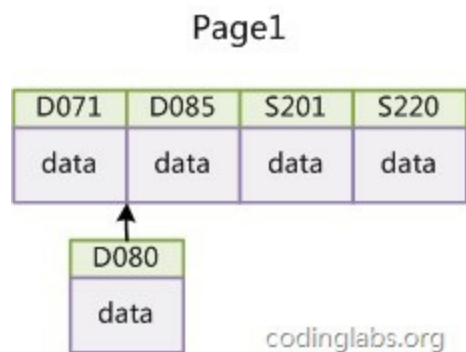 Page1
D071 D085 S201 S220
data data data data
D080
data
codinglabs.org